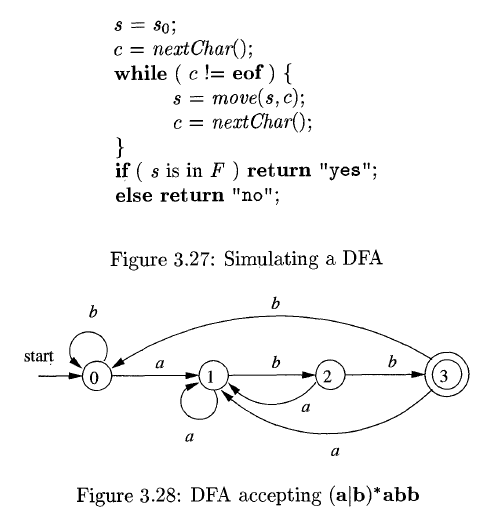 s = s0;
c = nextChar();
while ( c != eof ) {
s = move(s, c);
c = nextChar();
}
if ( s is in F ) return "yes";
else return "no";
Figure 3.27: Simulating a DFA
b
b
start
0
a
1
b
2
b
3
a
a
a
Figure 3.28: DFA accepting (a|b)*abb